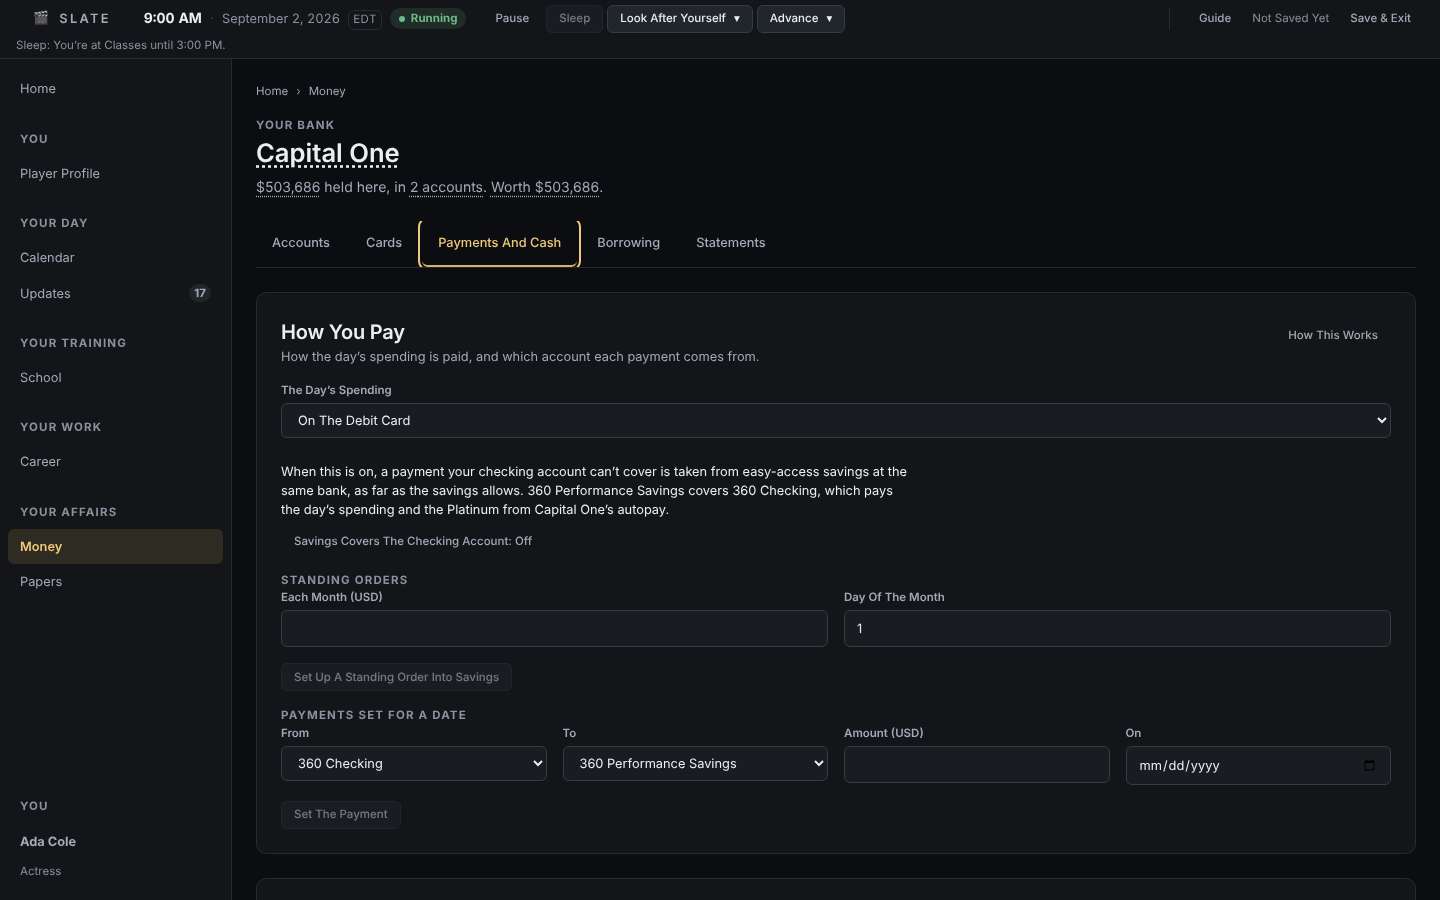 SLATE
9:00 AM · September 2, 2026 EDT Running
Pause
Sleep
Look After Yourself
Advance
Guide
Not Saved Yet
Save & Exit
Sleep: You're at Classes until 3:00 PM.
Home
YOU
Player Profile
YOUR DAY
Calendar
Updates 17
YOUR TRAINING
School
YOUR WORK
Career
YOUR AFFAIRS
Money
Papers
YOU
Ada Cole
Actress
Home › Money
YOUR BANK
Capital One
$503,686 held here, in 2 accounts. Worth $503,686.
Accounts
Cards
Payments And Cash
Borrowing
Statements
How You Pay
How This Works
How the day's spending is paid, and which account each payment comes from.
The Day's Spending
On The Debit Card
When this is on, a payment your checking account can't cover is taken from easy-access savings at the
same bank, as far as the savings allows. 360 Performance Savings covers 360 Checking, which pays
the day's spending and the Platinum from Capital One's autopay.
Savings Covers The Checking Account: Off
STANDING ORDERS
Each Month (USD)
Day Of The Month
1
Set Up A Standing Order Into Savings
PAYMENTS SET FOR A DATE
From
To
Amount (USD)
On
360 Checking
360 Performance Savings
mm/dd/yyyy
Set The Payment